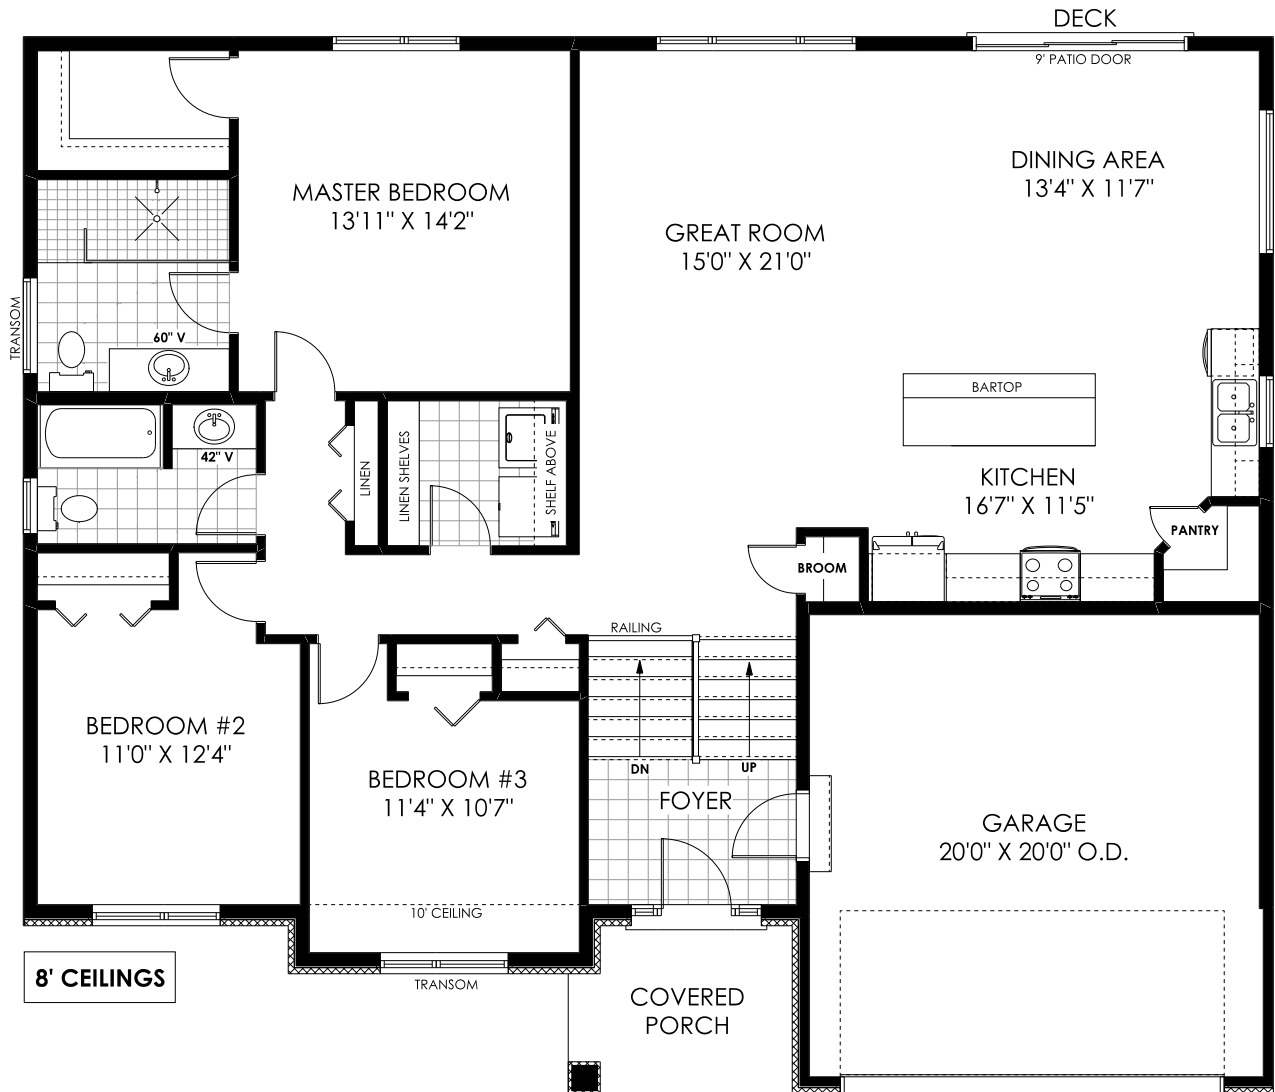 DECK
9' PATIO DOOR
DINING AREA
13'4" X 11'7"
MASTER BEDROOM
13'11" X 14'2"
GREAT ROOM
15'0" X 21'0"
TRANSOM
60" V
BARTOP
42" V
LINEN
LINEN SHELVES
SHELF ABOVE
KITCHEN
16'7" X 11'5"
PANTRY
BROOM
RAILING
BEDROOM #2
11'0" X 12'4"
BEDROOM #3
11'4" X 10'7"
DN
UP
FOYER
GARAGE
20'0" X 20'0" O.D.
10' CEILING
8' CEILINGS
TRANSOM
COVERED
PORCH